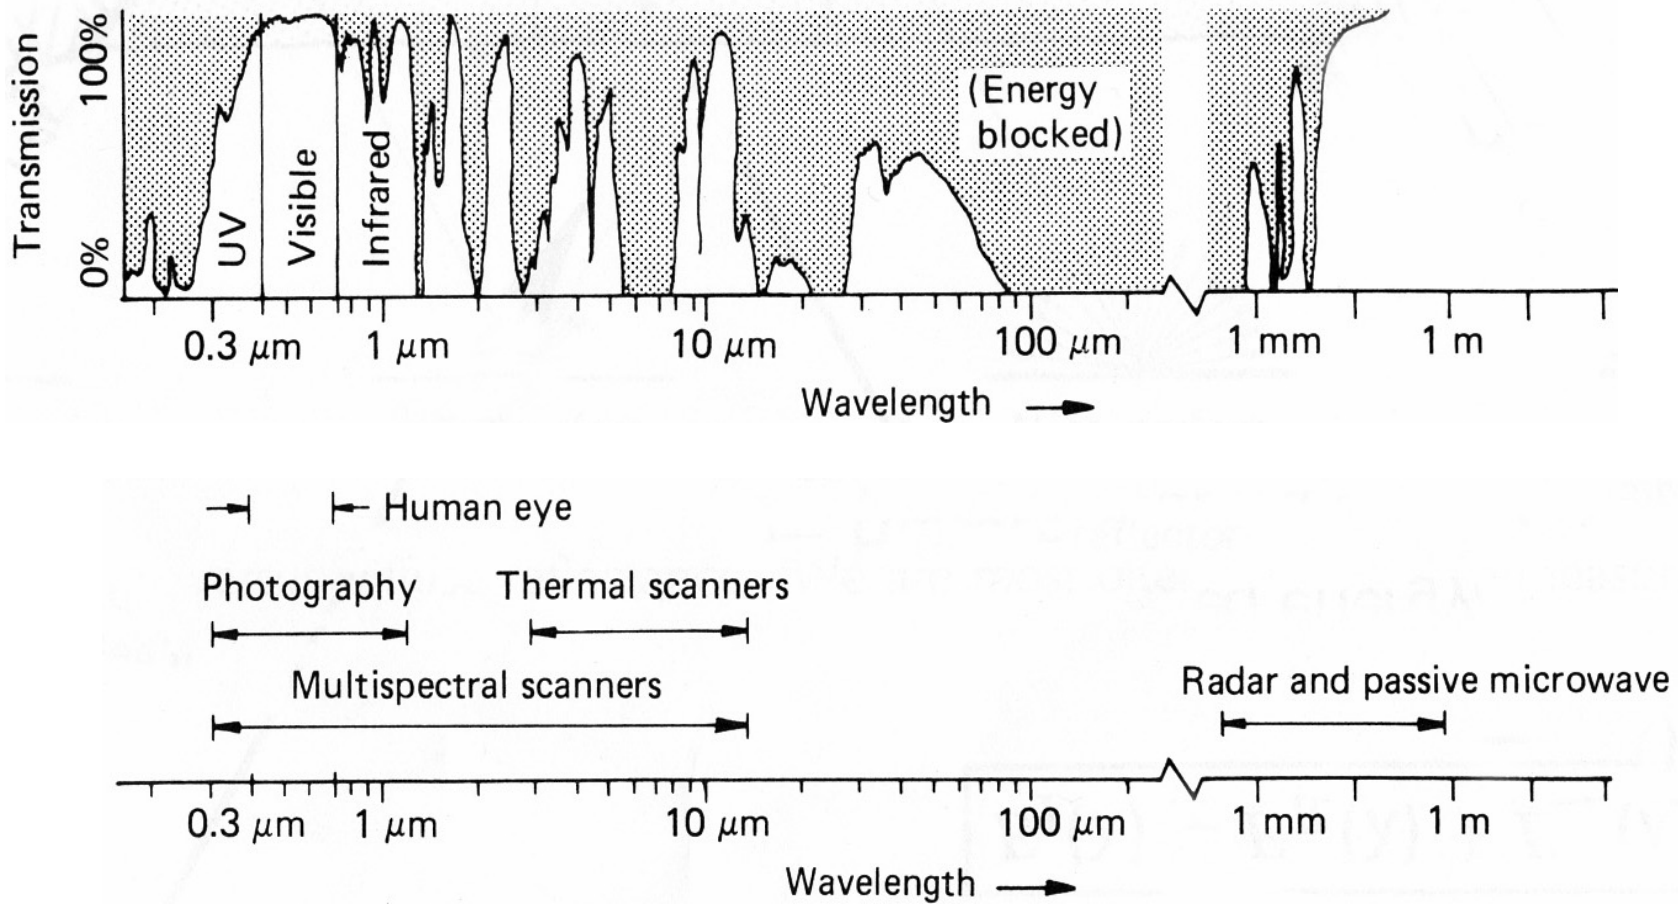 Transmission
100%
0%
UV
Visible
Infrared
(Energy
blocked)
0.3 μm
1 μm
10 μm
100 μm
1 mm
1 m
Wavelength
Human eye
Photography
Thermal scanners
Multispectral scanners
Radar and passive microwave
0.3 μm
1 μm
10 μm
100 μm
1 mm
1 m
Wavelength